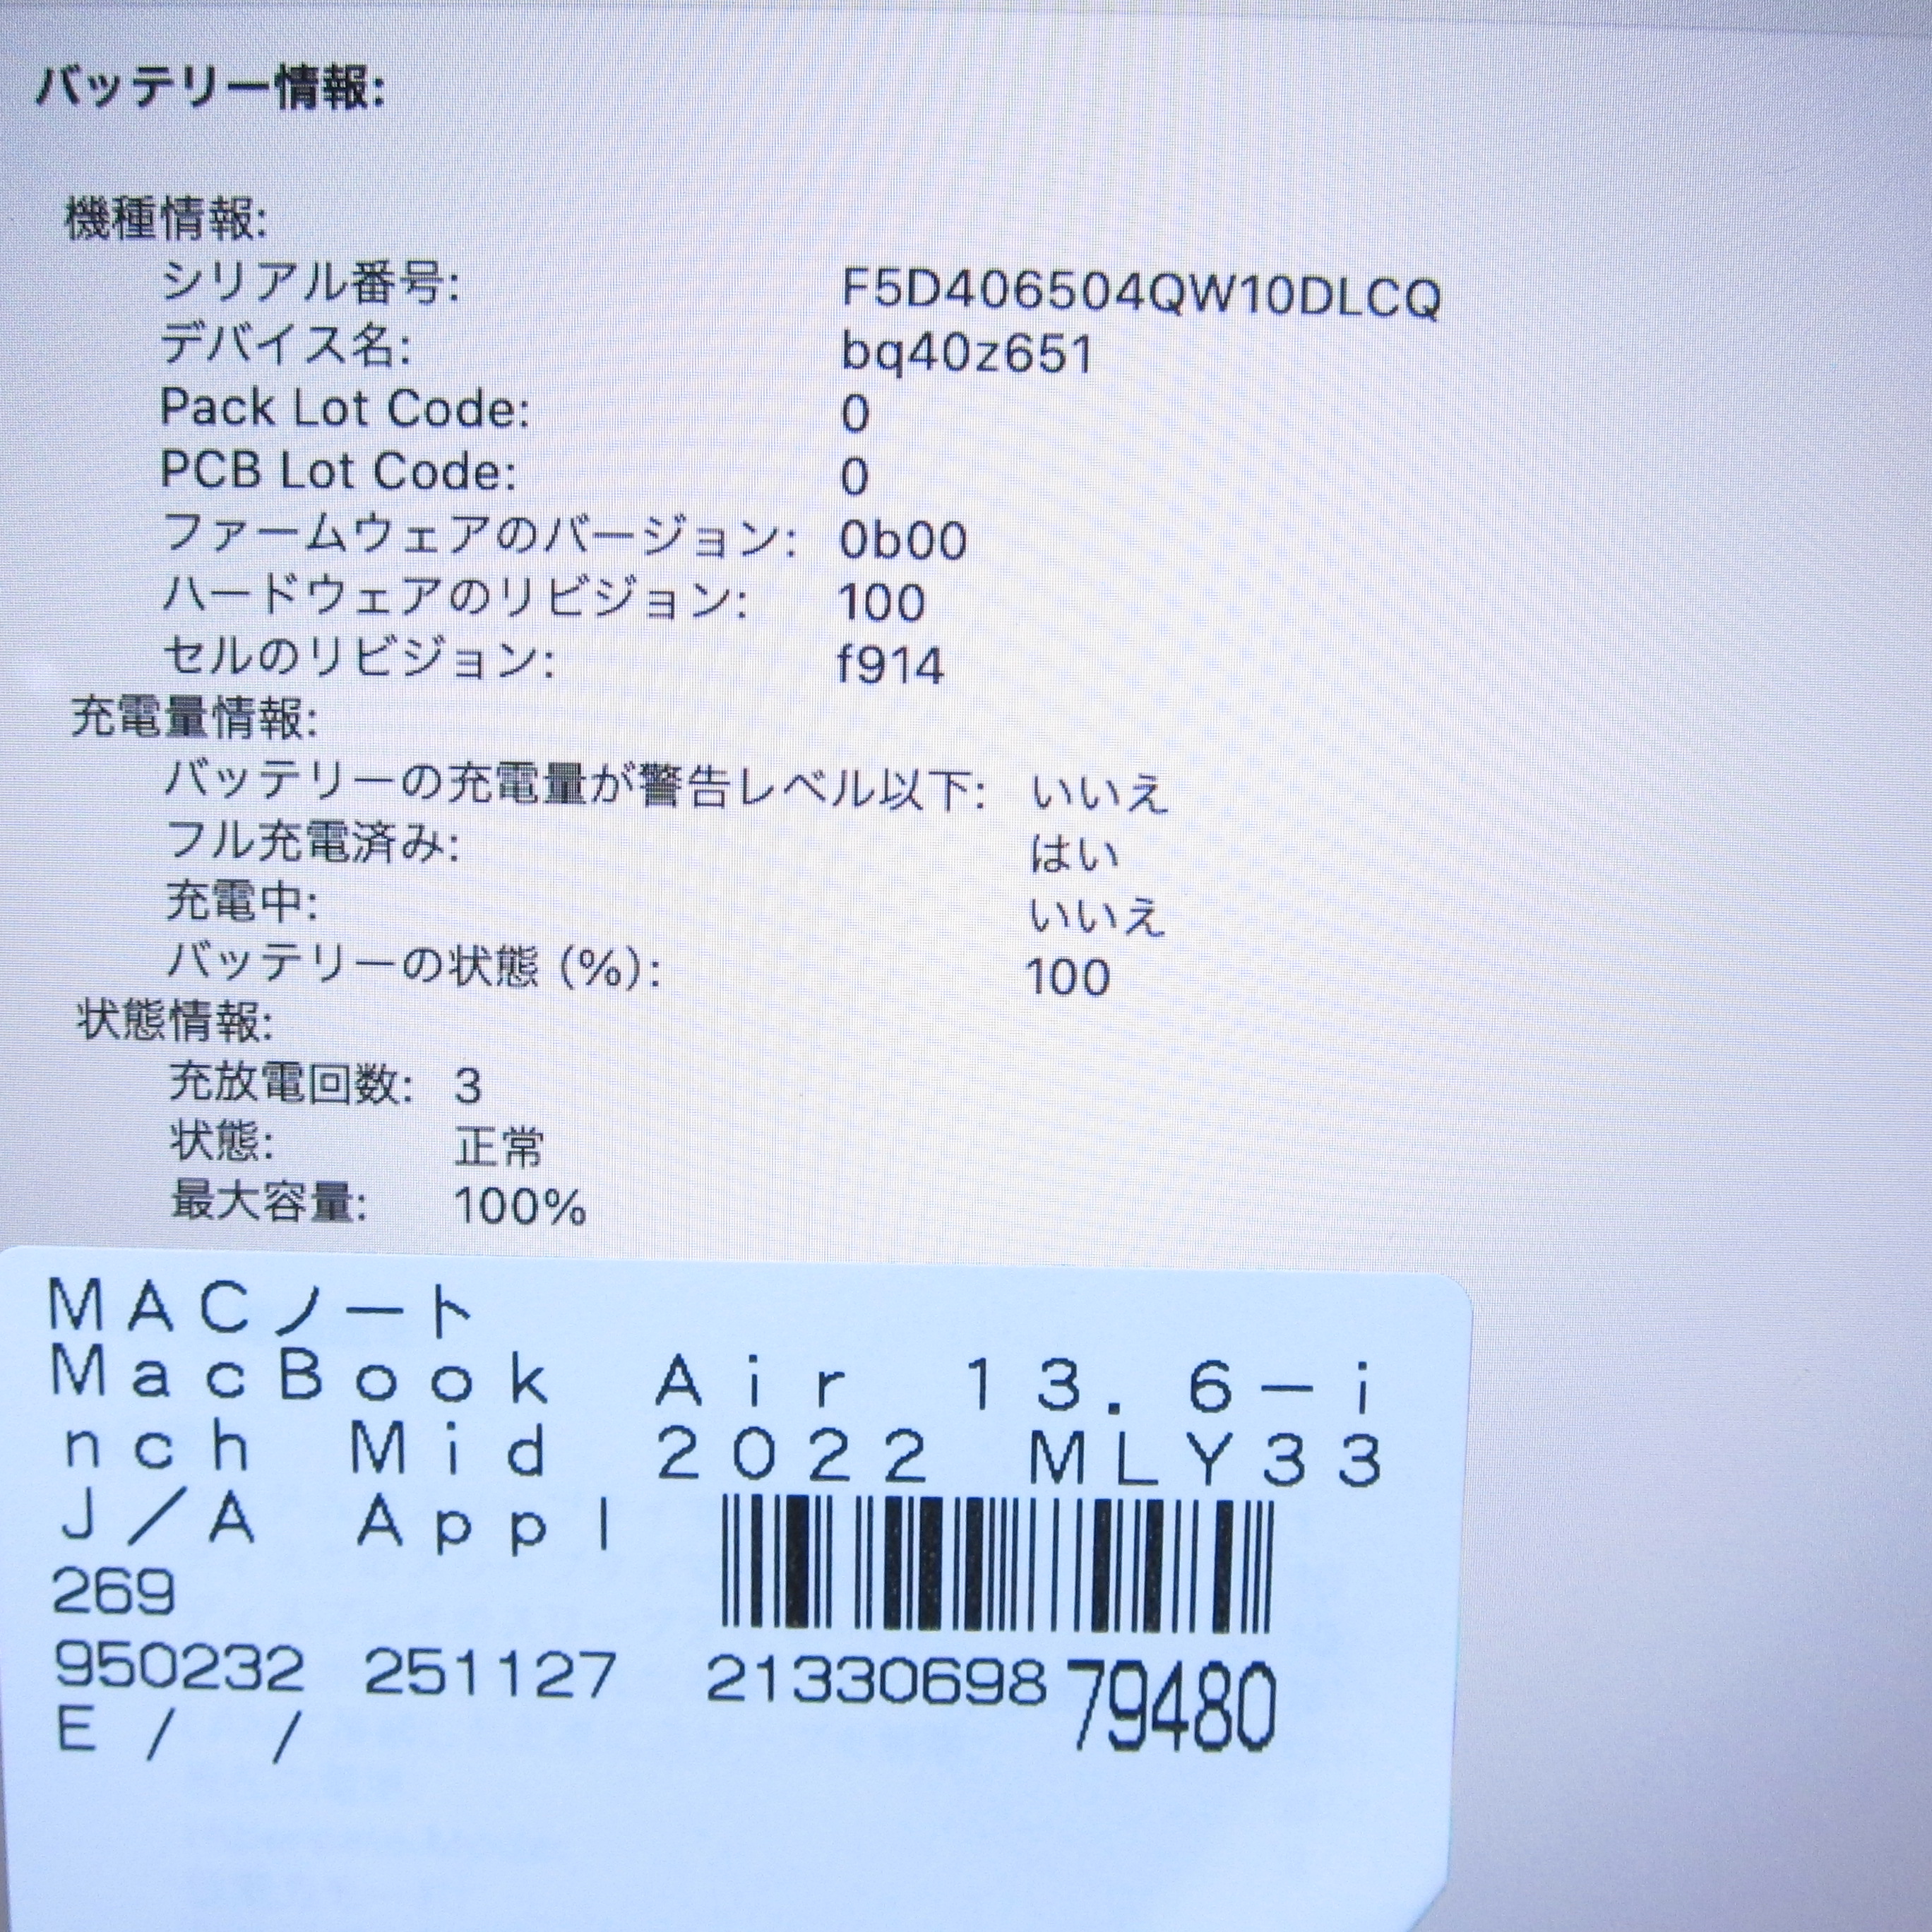 バッテリー情報:
機種情報:
シリアル番号: F5D406504QW10DLCQ
デバイス名: bq40z651
Pack Lot Code: 0
PCB Lot Code: 0
ファームウェアのバージョン: 0b00
ハードウェアのリビジョン: 100
セルのリビジョン: f914
充電量情報:
バッテリーの充電量が警告レベル以下: いいえ
フル充電済み: はい
充電中: いいえ
バッテリーの状態 (%): 100
状態情報:
充放電回数: 3
状態: 正常
最大容量: 100%
MACノート
MacBook Air 13.6-i
nch Mid 2022 MLY33
J/A Appl
269
950232 251127 21330698 79480
E / /